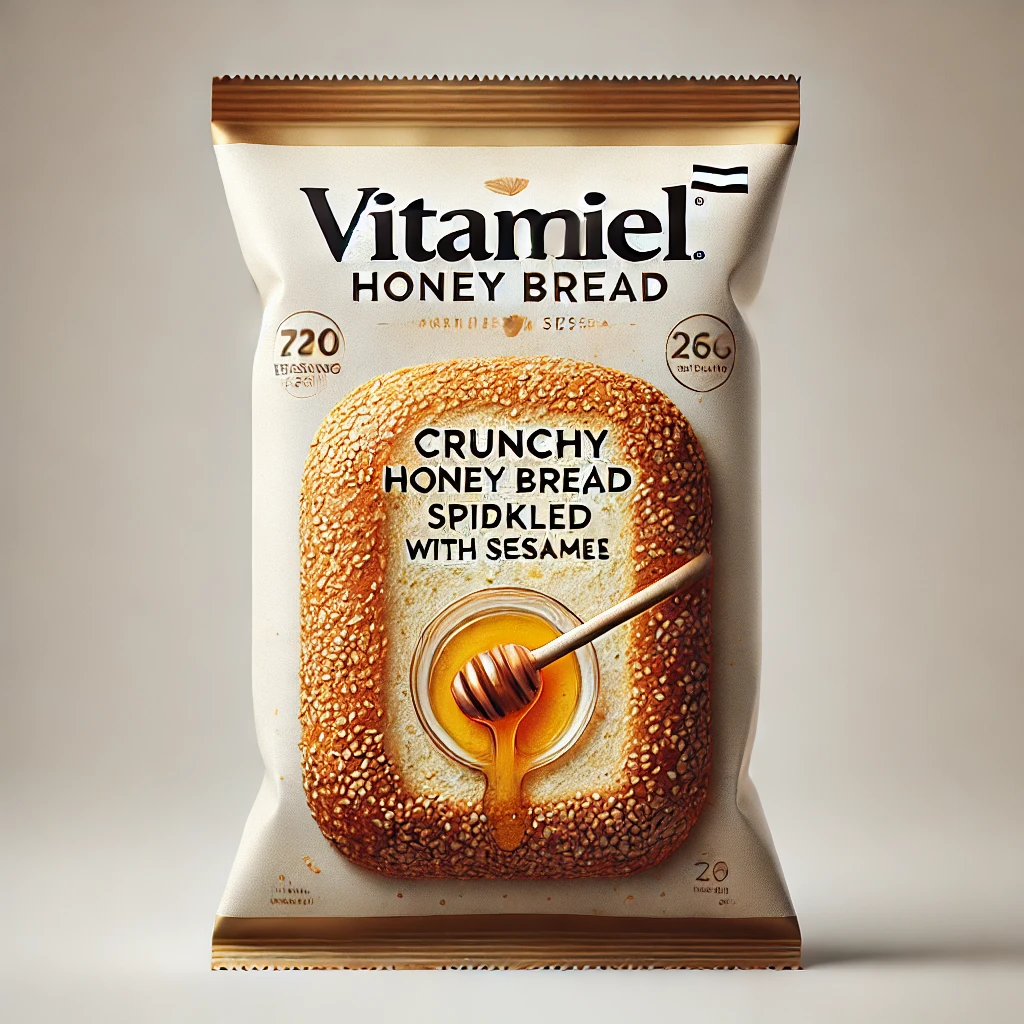 Vitamiel
HONEY BREAD
720
26G
CRUNCHY
HONEY BREAD
SPIDKLED
WITH SESAMEE
20